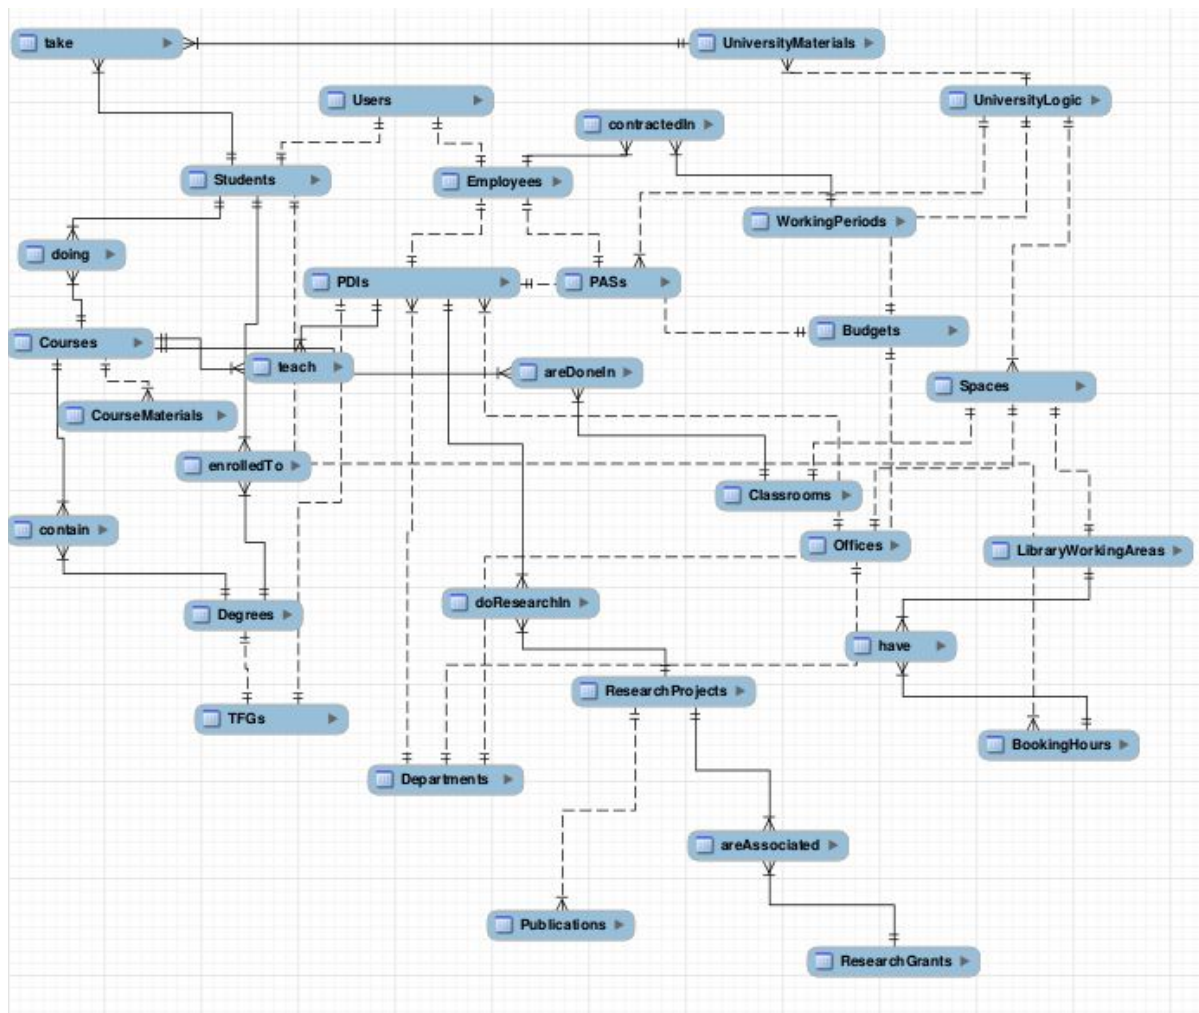 take
UniversityMaterials
Users
UniversityLogic
contractedIn
Students
Employees
WorkingPeriods
doing
PDIs
PASs
Budgets
Courses
teach
areDoneIn
Spaces
CourseMaterials
enrolledTo
Classrooms
contain
Offices
LibraryWorkingAreas
Degrees
doResearchIn
have
ResearchProjects
TFGs
BookingHours
Departments
areAssociated
Publications
ResearchGrants